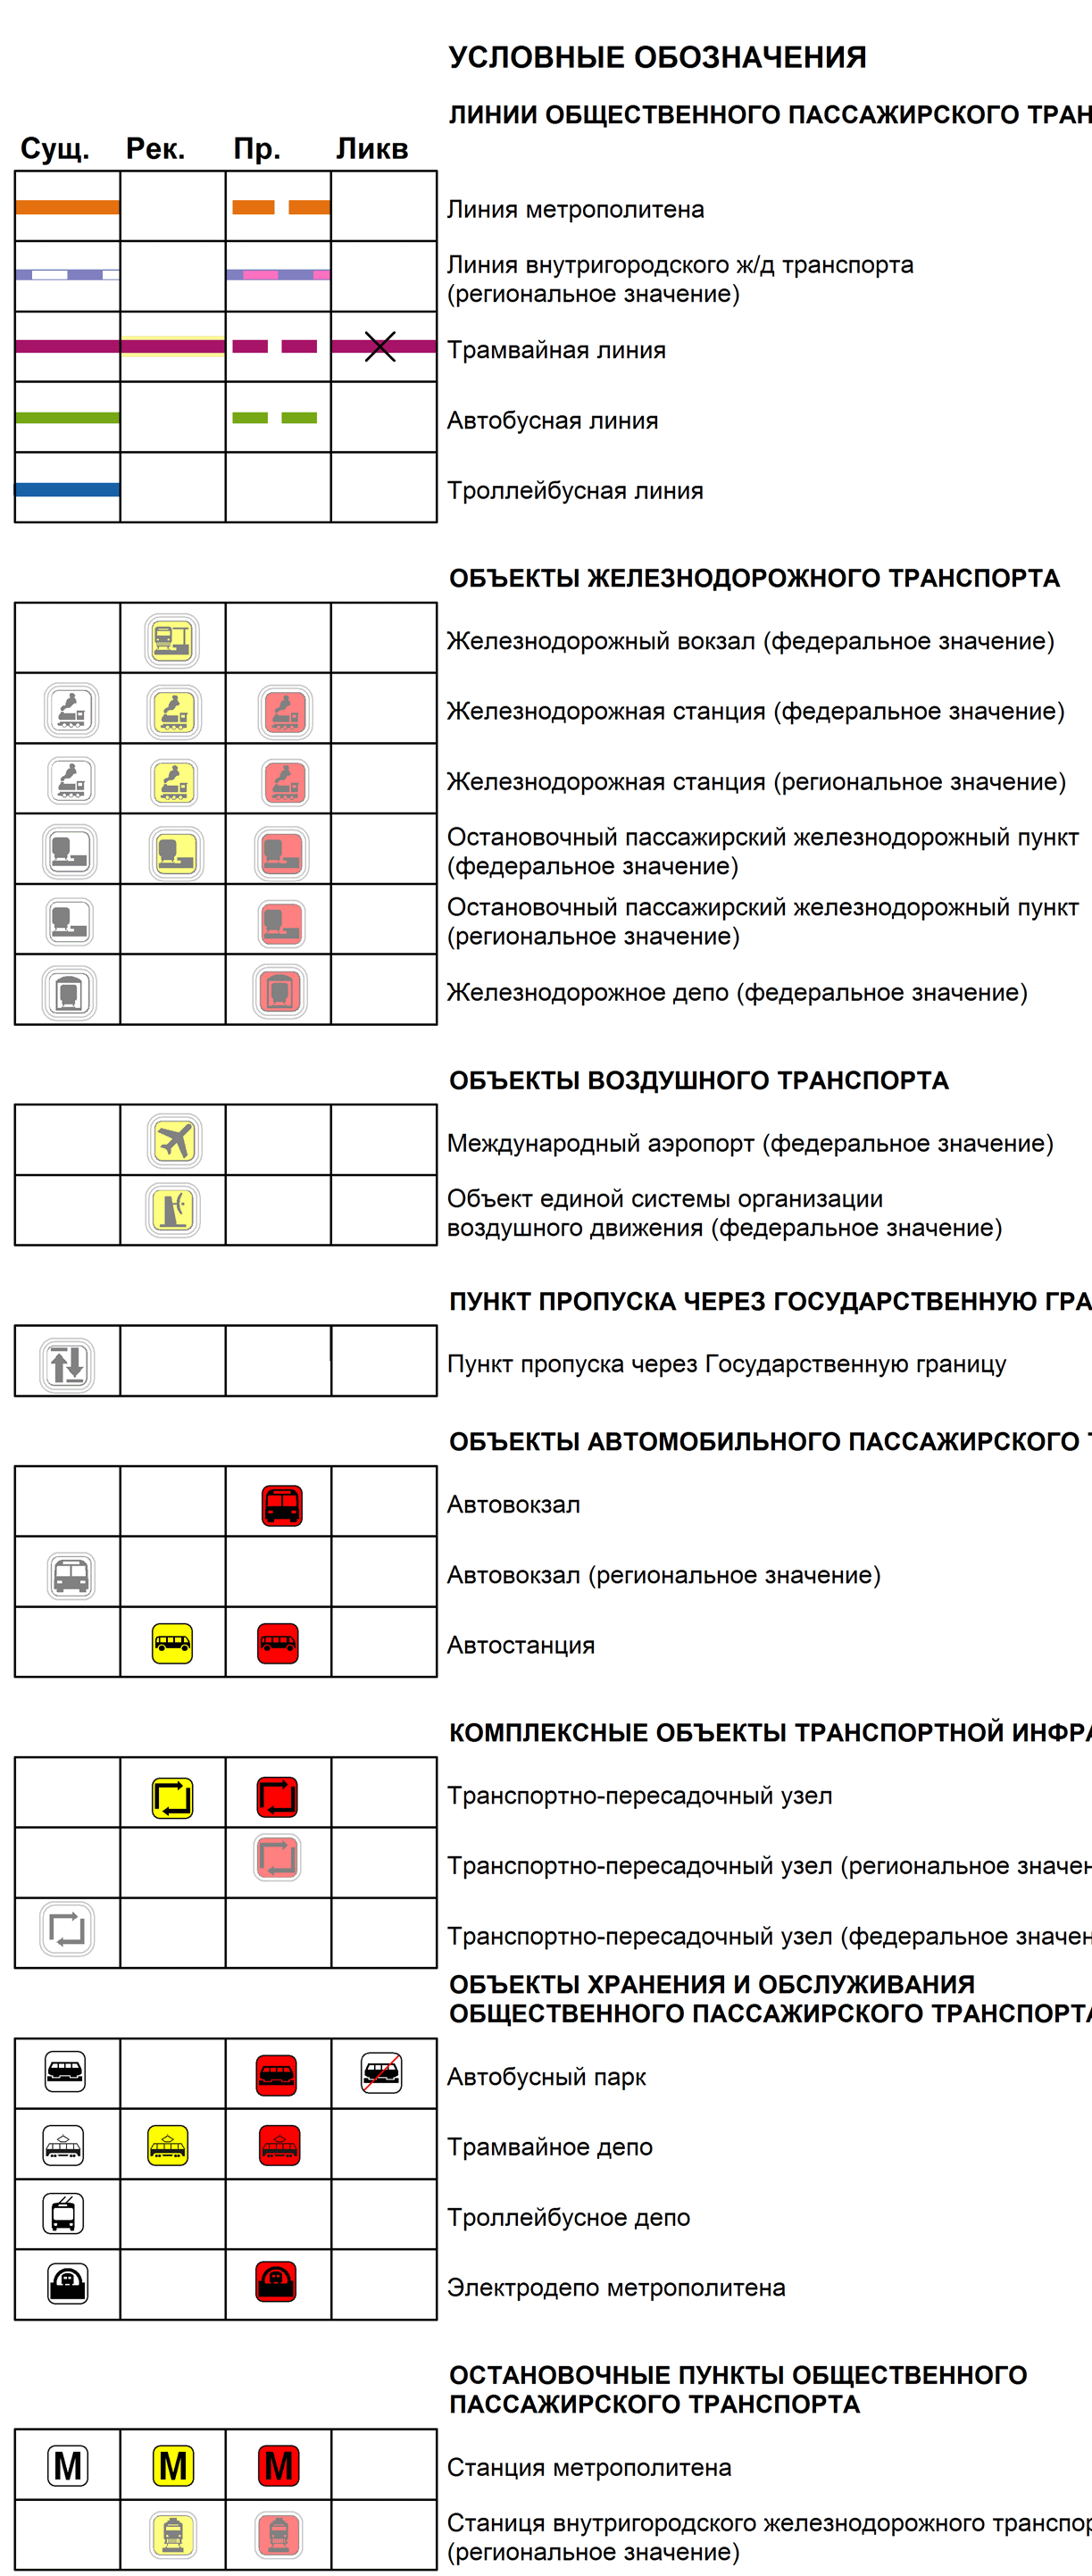 УСЛОВНЫЕ ОБОЗНАЧЕНИЯ
ЛИНИИ ОБЩЕСТВЕННОГО ПАССАЖИРСКОГО ТРАН
Сущ. Рек. Пр. Ликв
Линия метрополитена
Линия внутригородского ж/д транспорта
(региональное значение)
Трамвайная линия
Автобусная линия
Троллейбусная линия
ОБЪЕКТЫ ЖЕЛЕЗНОДОРОЖНОГО ТРАНСПОРТА
Железнодорожный вокзал (федеральное значение)
Железнодорожная станция (федеральное значение)
Железнодорожная станция (региональное значение)
Остановочный пассажирский железнодорожный пункт
(федеральное значение)
Остановочный пассажирский железнодорожный пункт
(региональное значение)
Железнодорожное депо (федеральное значение)
ОБЪЕКТЫ ВОЗДУШНОГО ТРАНСПОРТА
Международный аэропорт (федеральное значение)
Объект единой системы организации
воздушного движения (федеральное значение)
ПУНКТ ПРОПУСКА ЧЕРЕЗ ГОСУДАРСТВЕННУЮ ГРА
Пункт пропуска через Государственную границу
ОБЪЕКТЫ АВТОМОБИЛЬНОГО ПАССАЖИРСКОГО Т
Автовокзал
Автовокзал (региональное значение)
Автостанция
КОМПЛЕКСНЫЕ ОБЪЕКТЫ ТРАНСПОРТНОЙ ИНФРА
Транспортно-пересадочный узел
Транспортно-пересадочный узел (региональное значен
Транспортно-пересадочный узел (федеральное значен
ОБЪЕКТЫ ХРАНЕНИЯ И ОБСЛУЖИВАНИЯ
ОБЩЕСТВЕННОГО ПАССАЖИРСКОГО ТРАНСПОРТА
Автобусный парк
Трамвайное депо
Троллейбусное депо
Электродепо метрополитена
ОСТАНОВОЧНЫЕ ПУНКТЫ ОБЩЕСТВЕННОГО
ПАССАЖИРСКОГО ТРАНСПОРТА
М М М Станция метрополитена
Станиця внутригородского железнодорожного транспор
(региональное значение)